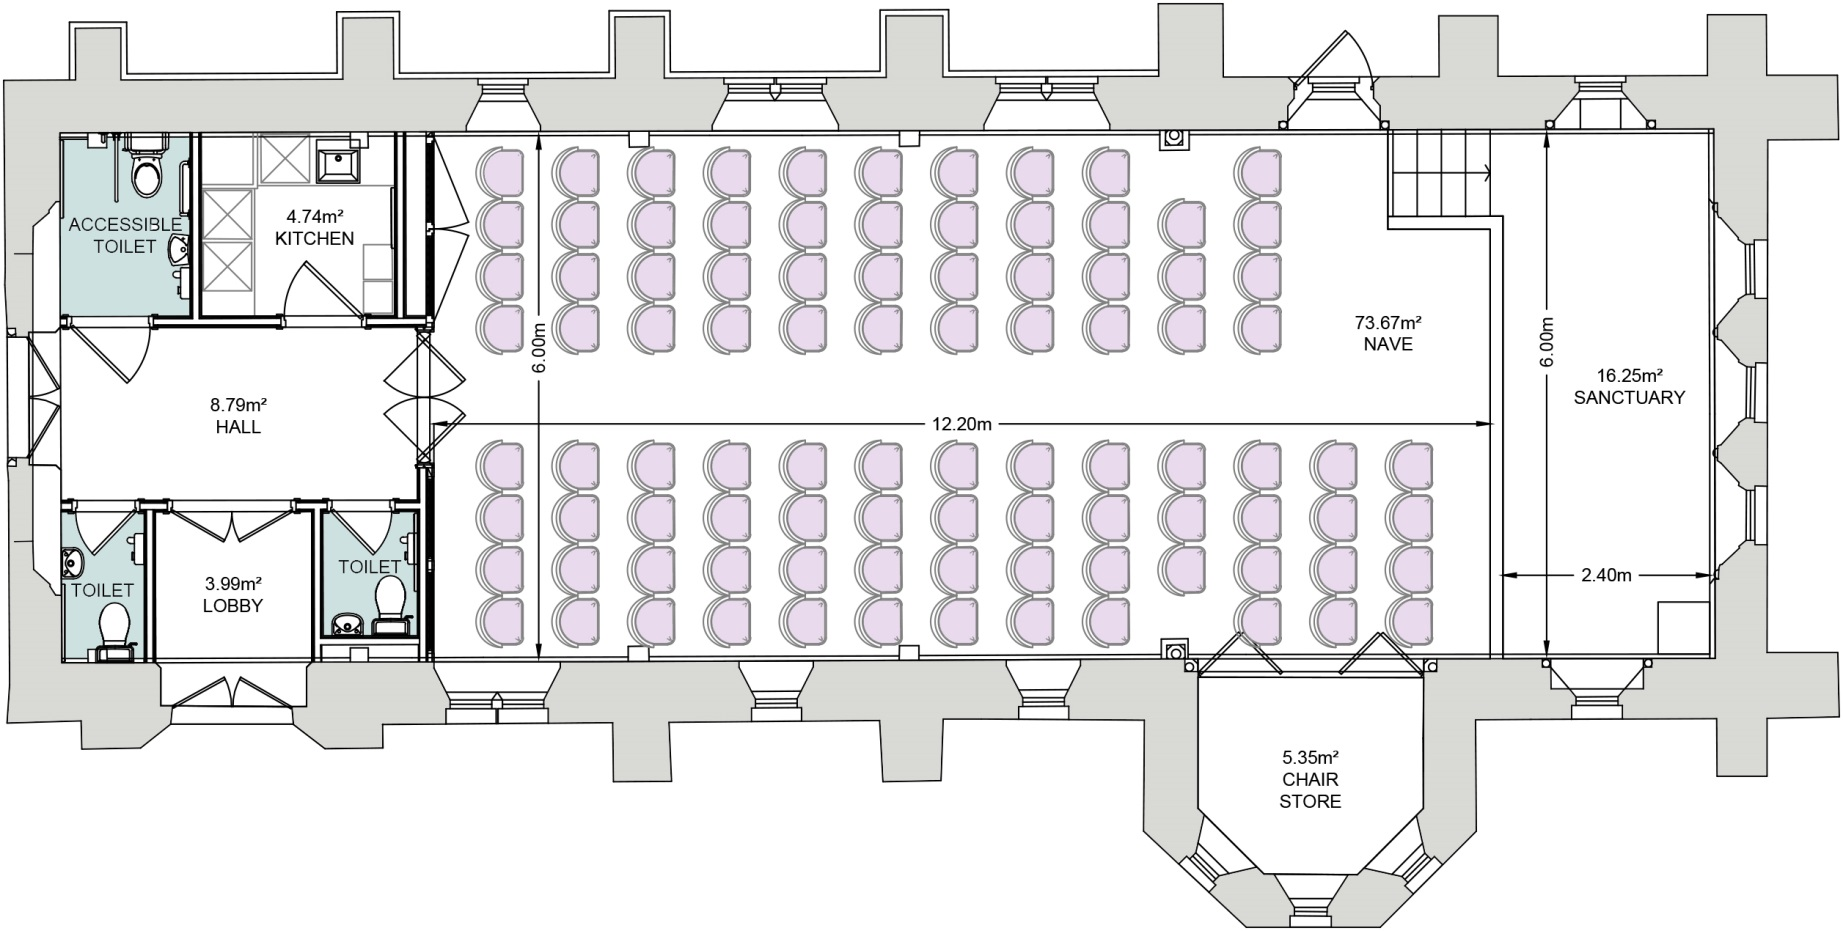 ACCESSIBLE
TOILET
4.74m²
KITCHEN
8.79m²
HALL
TOILET
3.99m²
LOBBY
TOILET
6.00m
12.20m
73.67m²
NAVE
6.00m
16.25m²
SANCTUARY
2.40m
5.35m²
CHAIR
STORE